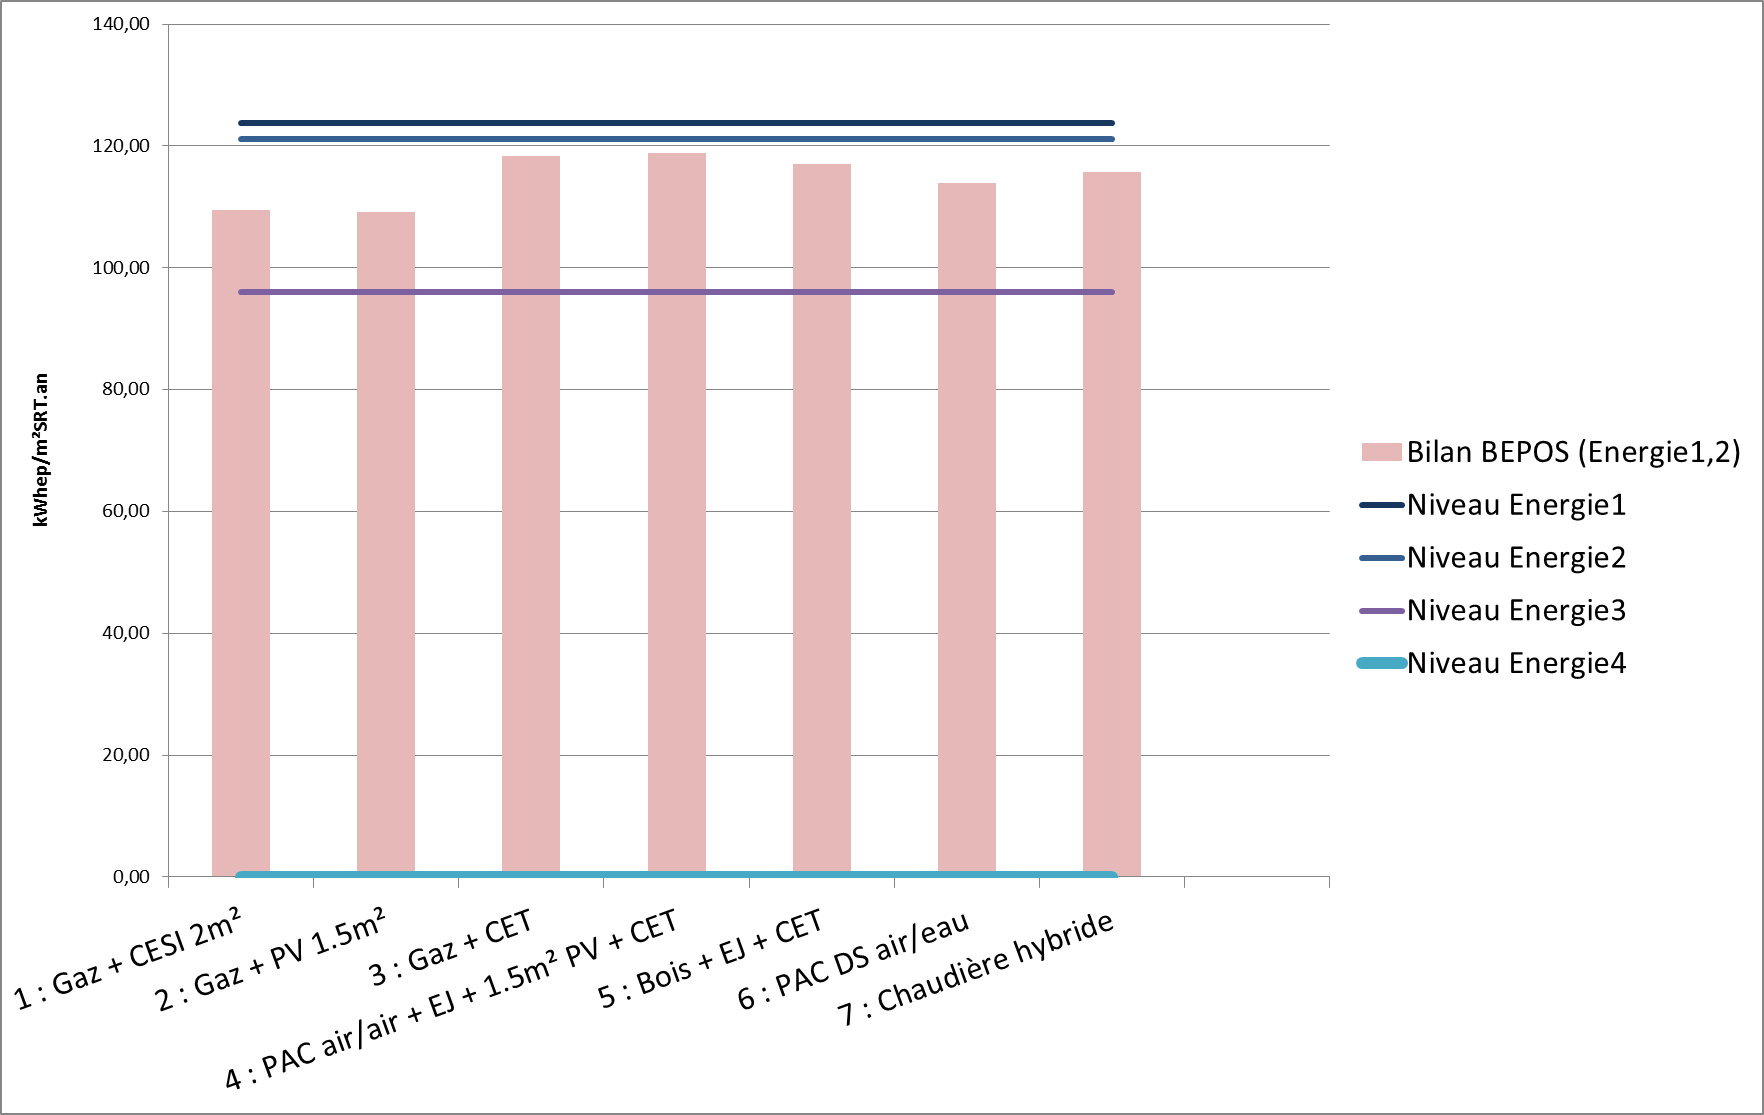 140,00
120,00
100,00
80,00
60,00
40,00
20,00
0,00
kWhep/m²SRT.an
1 : Gaz + CESI 2m²
2 : Gaz + PV 1.5m²
3 : Gaz + CET
4 : PAC air/air + EJ + 1.5m² PV + CET
5 : Bois + EJ + CET
6 : PAC DS air/eau
7 : Chaudière hybride
Bilan BEPOS (Energie1,2)
Niveau Energie1
Niveau Energie2
Niveau Energie3
Niveau Energie4